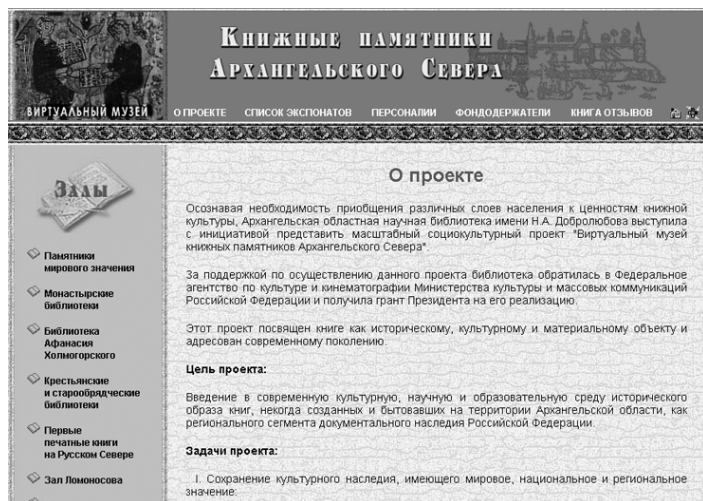 Книжные памятники
Архангельского Севера
ВИРТУАЛЬНЫЙ МУЗЕЙ
О ПРОЕКТЕ СПИСОК ЭКСПОНАТОВ ПЕРСОНАЛИИ ФОНДОДЕРЖАТЕЛИ КНИГА ОТЗЫВОВ
Залы
Памятники
мирового значения
Монастырские
библиотеки
Библиотека
Афанасия
Холмогорского
Крестьянские
и старообрядческие
библиотеки
Первые
печатные книги
на Русском Севере
Зал Ломоносова
О проекте
Осознавая необходимость приобщения различных слоев населения к ценностям книжной
культуры, Архангельская областная научная библиотека имени Н.А. Добролюбова выступила
с инициативой представить масштабный социокультурный проект "Виртуальный музей
книжных памятников Архангельского Севера".
За поддержкой по осуществлению данного проекта библиотека обратилась в Федеральное
агентство по культуре и кинематографии Министерства культуры и массовых коммуникаций
Российской Федерации и получила грант Президента на его реализацию.
Этот проект посвящен книге как историческому, культурному и материальному объекту и
адресован современному поколению.
Цель проекта:
Введение в современную культурную, научную и образовательную среду исторического
образа книг, некогда созданных и бытовавших на территории Архангельской области, как
регионального сегмента документального наследия Российской Федерации.
Задачи проекта:
I. Сохранение культурного наследия, имеющего мировое, национальное и региональное
значение: